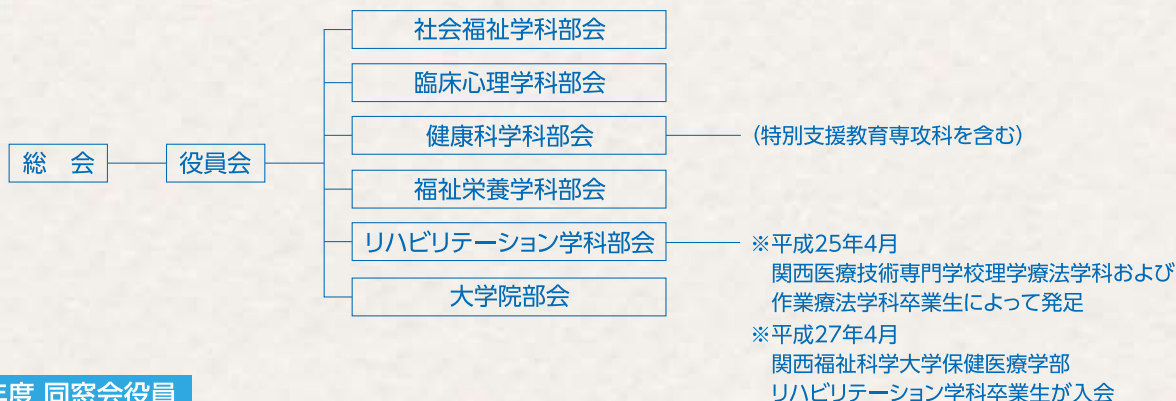 社会福祉学科部会
臨床心理学科部会
健康科学科部会
(特別支援教育専攻科を含む)
総　会
役員会
福祉栄養学科部会
リハビリテーション学科部会
※平成25年4月
関西医療技術専門学校理学療法学科および
作業療法学科卒業生によって発足
大学院部会
※平成27年4月
関西福祉科学大学保健医療学部
リハビリテーション学科卒業生が入会
年度 同窓会役員